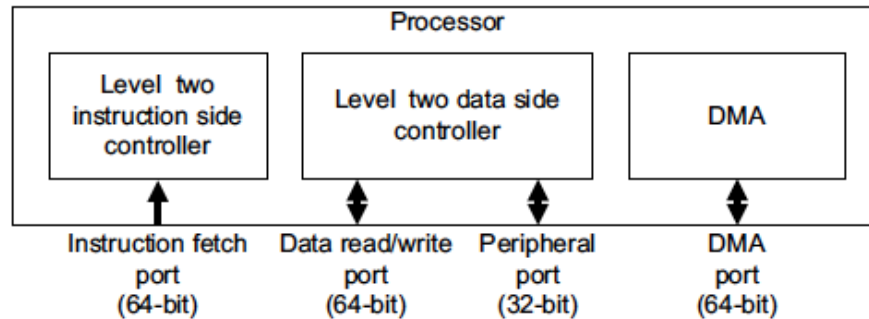 Processor
Level two
instruction side
controller
Level two data side
controller
DMA
Instruction fetch
port
(64-bit)
Data read/write
port
(64-bit)
Peripheral
port
(32-bit)
DMA
port
(64-bit)